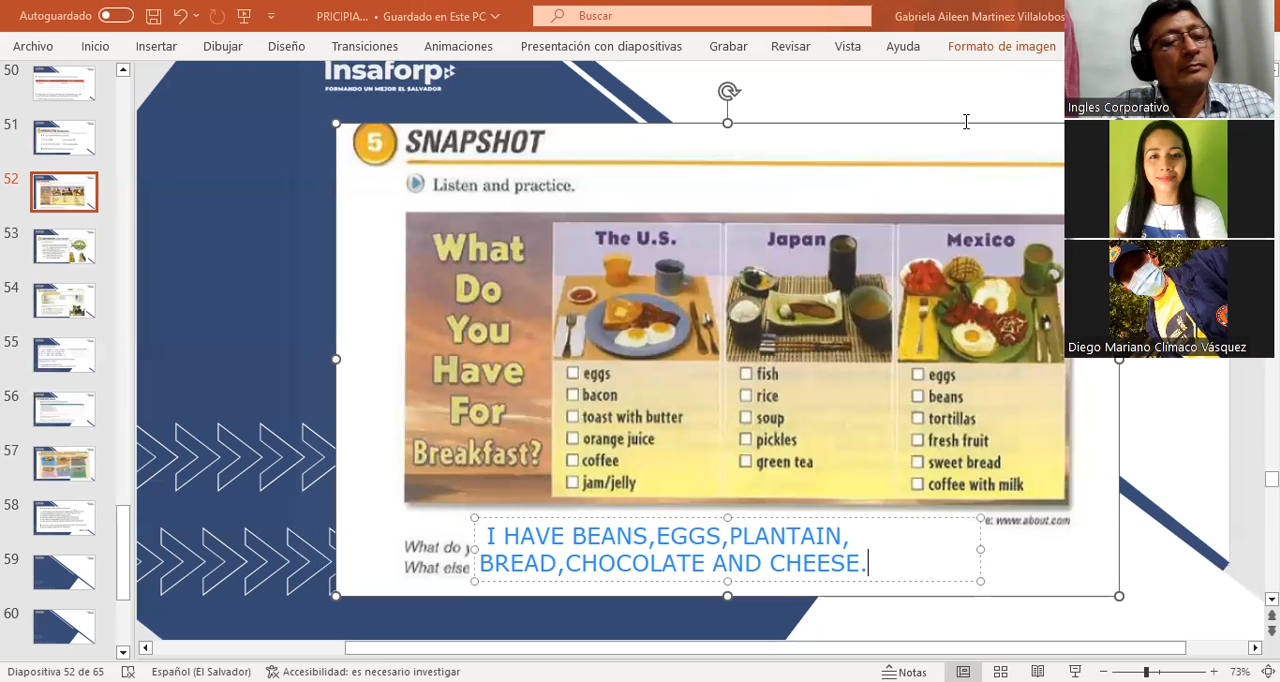 Autoguardado
PRICIPIA... • Guardado en Este PC
Buscar
Gabriela Aileen Martinez Villalobos
Archivo Inicio Insertar Dibujar Diseño Transiciones Animaciones Presentación con diapositivas Grabar Revisar Vista Ayuda Formato de imagen
Ingles Corporativo
Diego Mariano Clímaco Vásquez
50
51
52
53
54
55
56
57
58
59
60
Insaforp
FORMANDO UN MEJOR EL SALVADOR
5 SNAPSHOT
Listen and practice.
What
Do
You
Have
For
Breakfast?
The U.S.
eggs
bacon
toast with butter
orange juice
coffee
jam/jelly
Japan
fish
rice
soup
pickles
green tea
Mexico
eggs
beans
tortillas
fresh fruit
sweet bread
coffee with milk
www.about.com
What do
What else
I HAVE BEANS,EGGS,PLANTAIN,
BREAD,CHOCOLATE AND CHEESE.
Diapositiva 52 de 65 Español (El Salvador) Accesibilidad: es necesario investigar Notas 73%